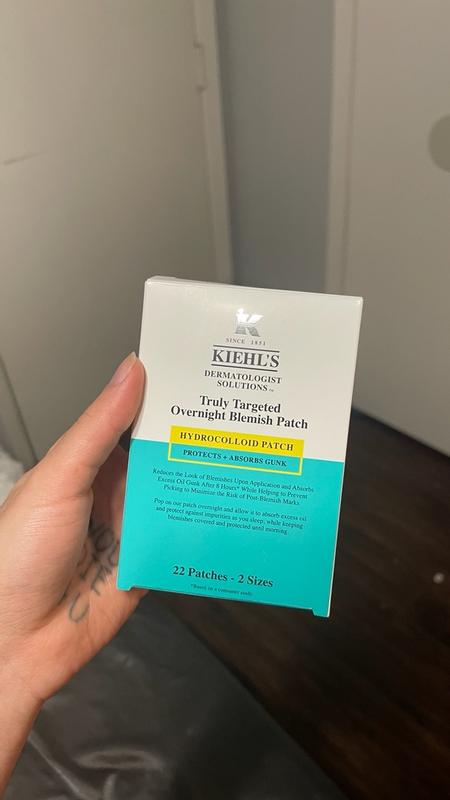 SINCE 1851
KIEHL'S
DERMATOLOGIST
SOLUTIONS™
Truly Targeted
Overnight Blemish Patch
HYDROCOLLOID PATCH
PROTECTS + ABSORBS GUNK
Reduces the Look of Blemishes Upon Application and Absorbs
Excess Oil Gunk After 8 Hours* While Helping to Prevent
Picking to Minimize the Risk of Post-Blemish Marks
Pop on our patch overnight and allow it to absorb excess oil
and protect against impurities as you sleep, while keeping
blemishes covered and protected until morning.
22 Patches - 2 Sizes
*Based on a consumer study